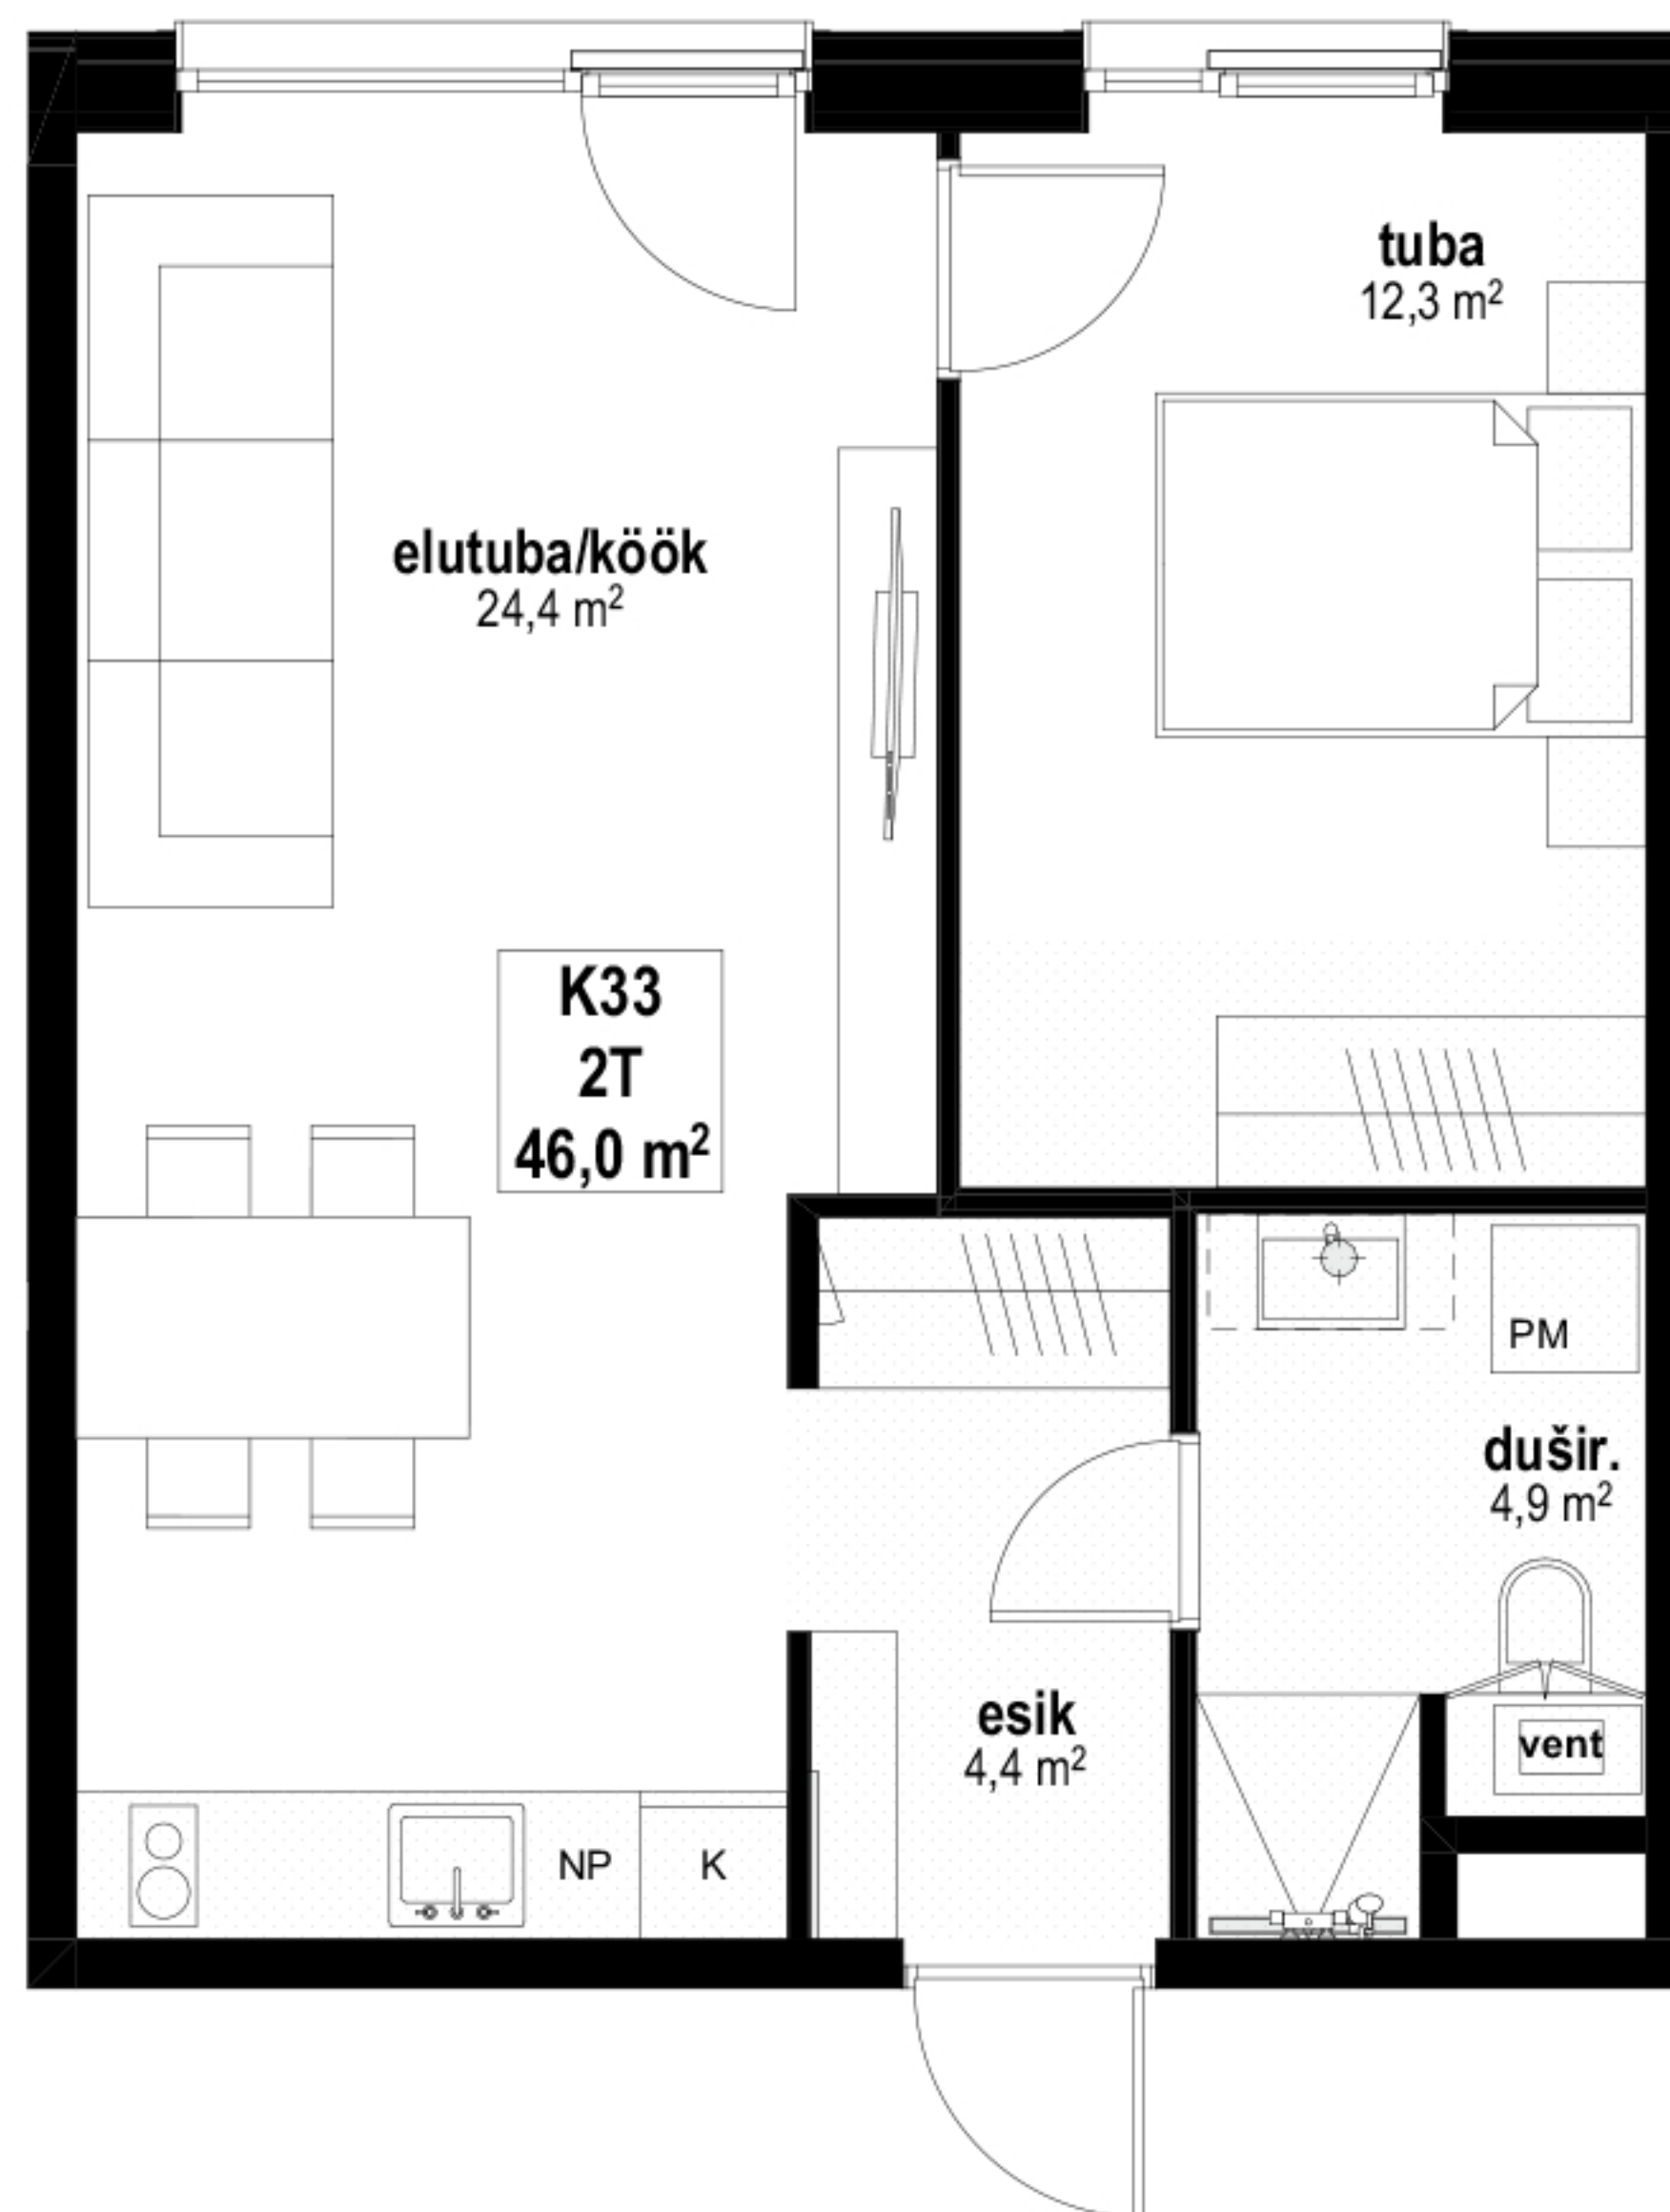 tuba
12,3 m²
elutuba/köök
24,4 m²
K33
2T
46,0 m²
PM
dušir.
4,9 m²
esik
4,4 m²
vent
NP
K